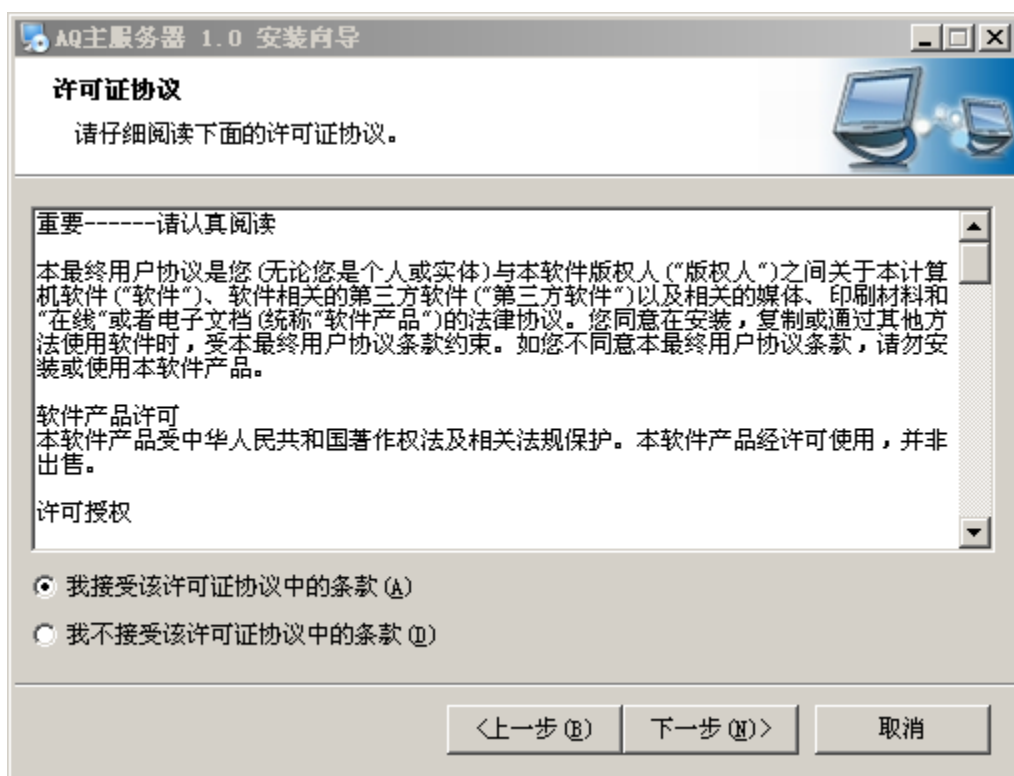 AQ主服务器 1.0 安装向导
许可证协议
请仔细阅读下面的许可证协议。
重要------请认真阅读
本最终用户协议是您(无论您是个人或实体)与本软件版权人("版权人")之间关于本计算
机软件("软件")、软件相关的第三方软件("第三方软件")以及相关的媒体、印刷材料和
"在线"或者电子文档(统称"软件产品")的法律协议。您同意在安装，复制或通过其他方
法使用软件时，受本最终用户协议条款约束。如您不同意本最终用户协议条款，请勿安
装或使用本软件产品。
软件产品许可
本软件产品受中华人民共和国著作权法及相关法规保护。本软件产品经许可使用，并非
出售。
许可授权
我接受该许可证协议中的条款(A)
我不接受该许可证协议中的条款(D)
<上一步(B) 下一步(N)> 取消